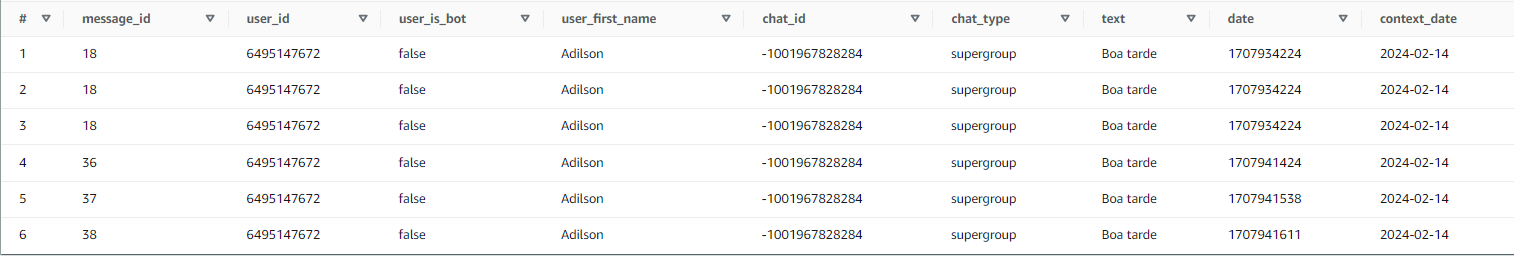 # message_id user_id user_is_bot user_first_name chat_id chat_type text date context_date
1 18 6495147672 false Adilson -1001967828284 supergroup Boa tarde 1707934224 2024-02-14
2 18 6495147672 false Adilson -1001967828284 supergroup Boa tarde 1707934224 2024-02-14
3 18 6495147672 false Adilson -1001967828284 supergroup Boa tarde 1707934224 2024-02-14
4 36 6495147672 false Adilson -1001967828284 supergroup Boa tarde 1707941424 2024-02-14
5 37 6495147672 false Adilson -1001967828284 supergroup Boa tarde 1707941538 2024-02-14
6 38 6495147672 false Adilson -1001967828284 supergroup Boa tarde 1707941611 2024-02-14